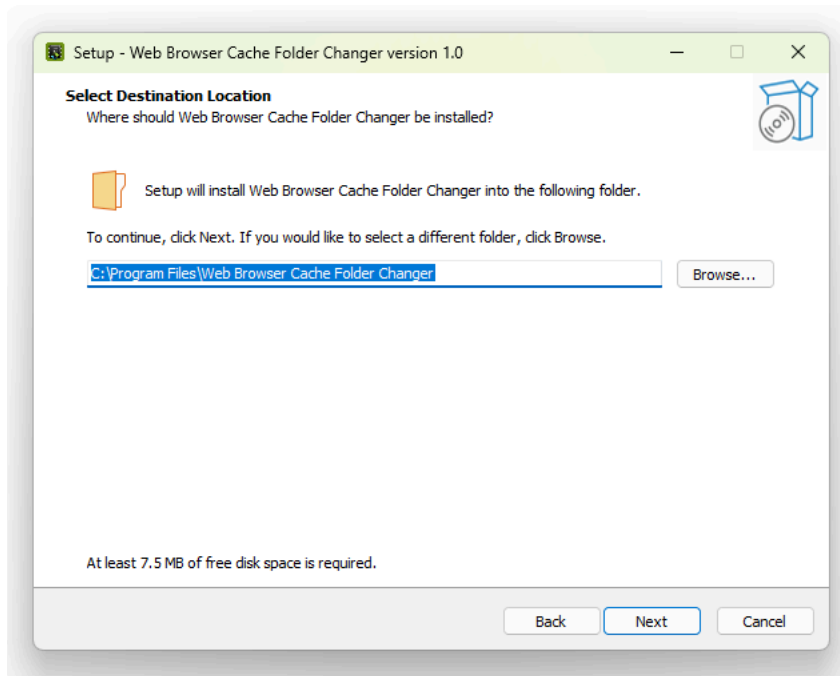 Setup - Web Browser Cache Folder Changer version 1.0
Select Destination Location
Where should Web Browser Cache Folder Changer be installed?
Setup will install Web Browser Cache Folder Changer into the following folder.
To continue, click Next. If you would like to select a different folder, click Browse.
C:\Program Files\Web Browser Cache Folder Changer
Browse...
At least 7.5 MB of free disk space is required.
Back
Next
Cancel